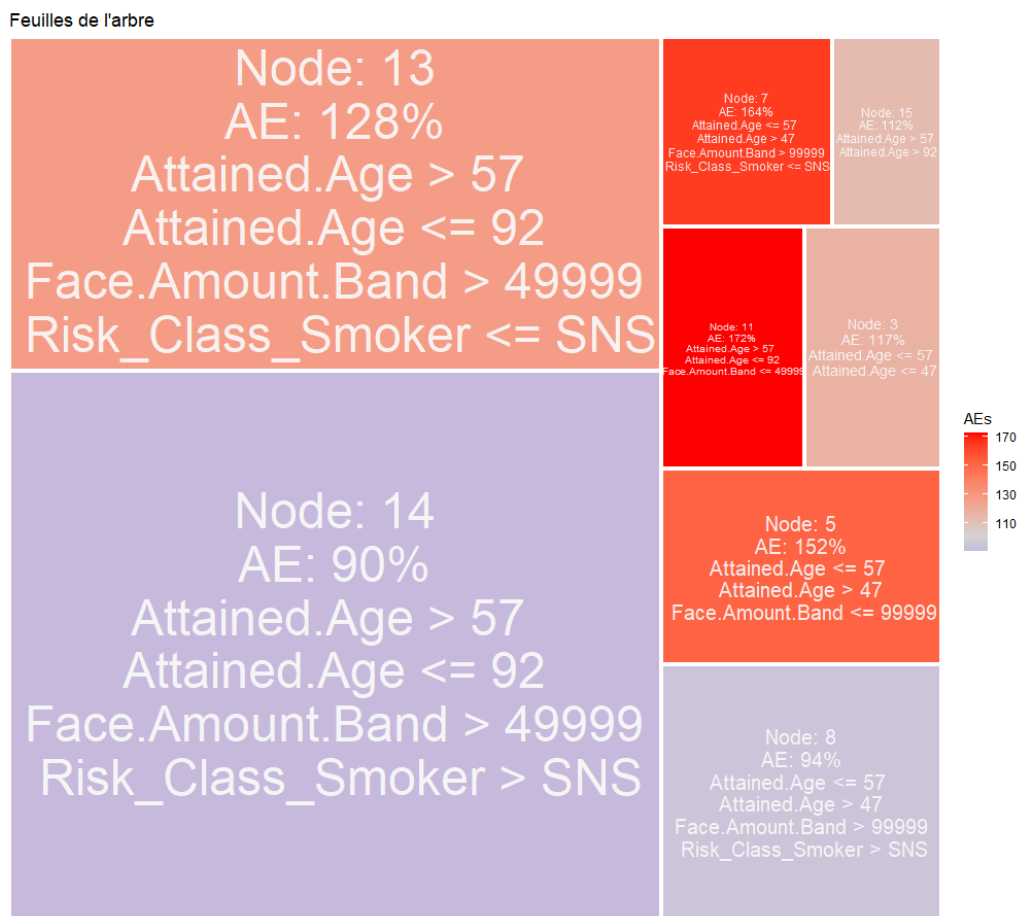 Feuilles de l'arbre
Node: 13
AE: 128%
Attained.Age > 57
Attained.Age <= 92
Face.Amount.Band > 49999
Risk_Class_Smoker <= SNS
Node: 14
AE: 90%
Attained.Age > 57
Attained.Age <= 92
Face.Amount.Band > 49999
Risk_Class_Smoker > SNS
Node: 7
AE: 164%
Attained.Age <= 57
Attained.Age > 47
Face.Amount.Band > 99999
Risk_Class_Smoker <= SNS
Node: 15
AE: 112%
Attained.Age > 57
Attained.Age > 92
Node: 11
AE: 172%
Attained.Age > 57
Attained.Age <= 92
Face.Amount.Band <= 49999
Node: 3
AE: 117%
Attained.Age <= 57
Attained.Age <= 47
Node: 5
AE: 152%
Attained.Age <= 57
Attained.Age > 47
Face.Amount.Band <= 99999
Node: 8
AE: 94%
Attained.Age <= 57
Attained.Age > 47
Face.Amount.Band > 99999
Risk_Class_Smoker > SNS
AEs
170
150
130
110